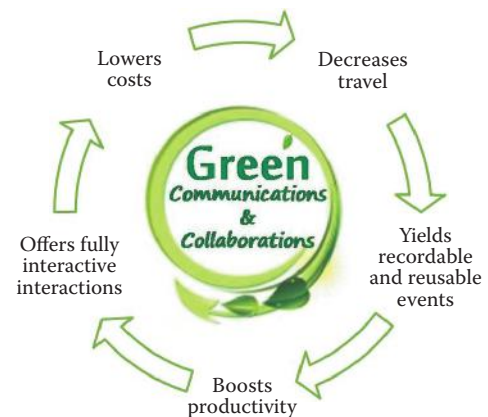 Lowers
costs
Decreases
travel
Green
Communications
&
Collaborations
Yields
recordable
and reusable
events
Boosts
productivity
Offers fully
interactive
interactions